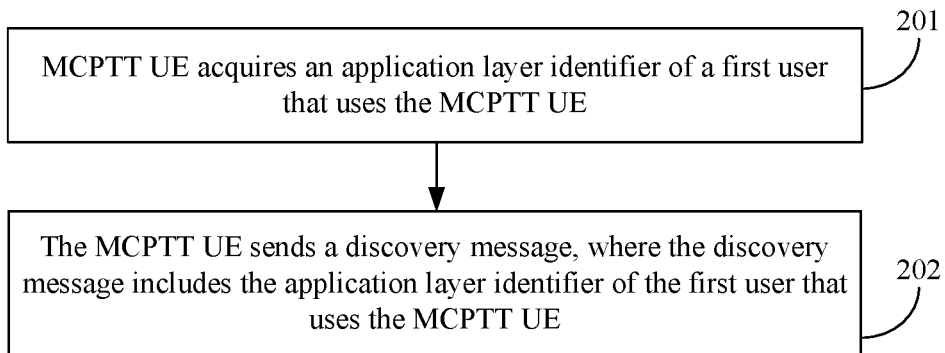 201
MCPTT UE acquires an application layer identifier of a first user
that uses the MCPTT UE
The MCPTT UE sends a discovery message, where the discovery
message includes the application layer identifier of the first user that
uses the MCPTT UE
202